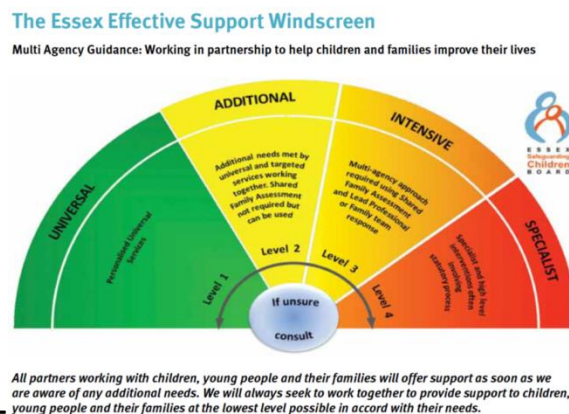 The Essex Effective Support Windscreen
Multi Agency Guidance: Working in partnership to help children and families improve their lives
UNIVERSAL
Personalised Universal
Services
Level 1
ADDITIONAL
Additional needs met by
universal and targeted
services working
together. Shared
Family Assessment
not required but
can be used
Level 2
INTENSIVE
Multi-agency approach
required using Shared
Family Assessment
and Lead Professional
or Family team
response
Level 3
SPECIALIST
Specialist and high level
interventions often
involving
statutory process
Level 4
If unsure
consult
ESSEX
Safeguarding
Children
BOARD
All partners working with children, young people and their families will offer support as soon as we
are aware of any additional needs. We will always seek to work together to provide support to children,
young people and their families at the lowest level possible in accord with their needs.